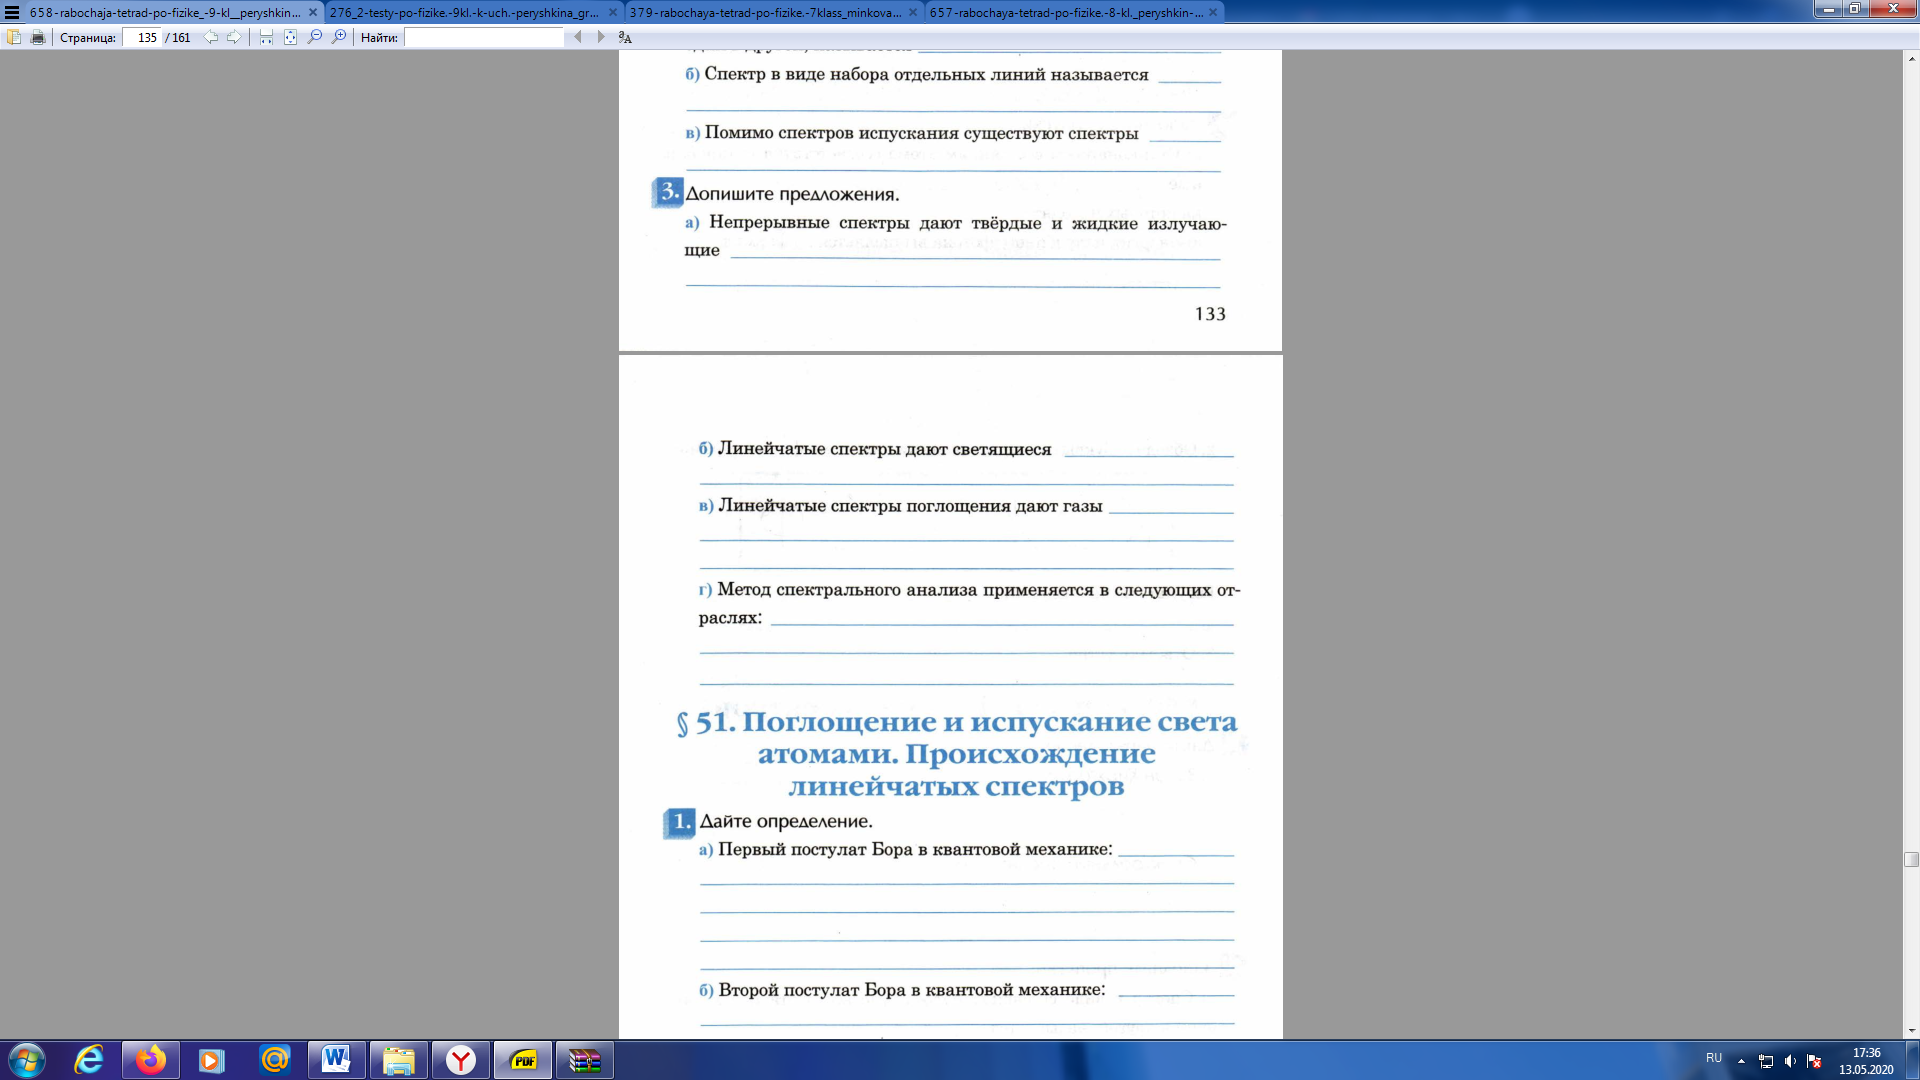 658-rabochaja-tetrad-po-fizike_-9-kl__peryshkin...
276_2-testy-po-fizike.-9kl.-k-uch.-peryshkina_gr...
379-rabochaya-tetrad-po-fizike.-7klass_minkova...
657-rabochaya-tetrad-po-fizike.-8-kl._peryshkin-...
Страница: 135 / 161 Найти:
б) Спектр в виде набора отдельных линий называется
в) Помимо спектров испускания существуют спектры
3. Допишите предложения.
а) Непрерывные спектры дают твёрдые и жидкие излучаю-
щие
133
б) Линейчатые спектры дают светящиеся
в) Линейчатые спектры поглощения дают газы
г) Метод спектрального анализа применяется в следующих от-
раслях:
§ 51. Поглощение и испускание света
атомами. Происхождение
линейчатых спектров
1. Дайте определение.
а) Первый постулат Бора в квантовой механике:
б) Второй постулат Бора в квантовой механике:
PDF
RU
17:36
13.05.2020